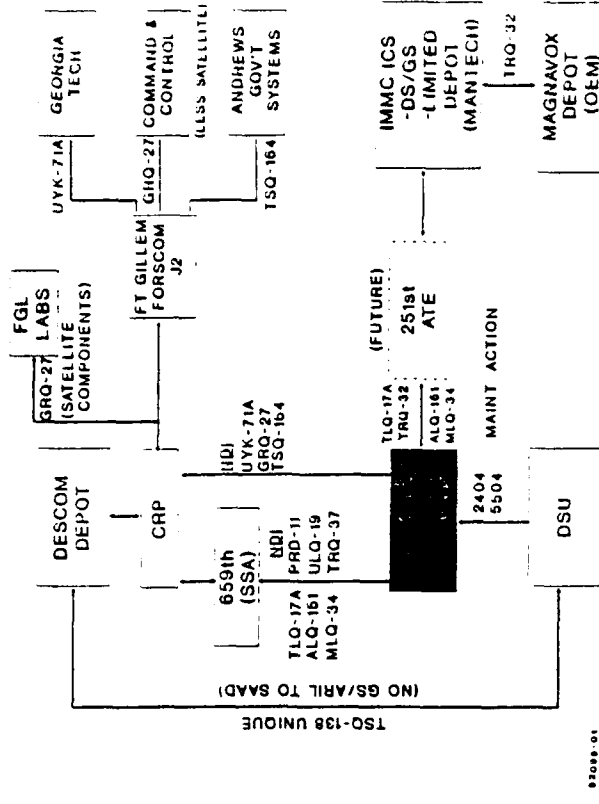 DESCOM
DEPOT
CRP
659th
(SSA)
FGL
LABS
GRQ-27
(SATELLITE
COMPONENTS)
FT GILLEM
FORSCOM
J2
UYK-71A
GHQ-27
TSQ-164
GEORGIA
TECH
COMMAND &
CONTROL
(LESS SATELLITE)
ANDREWS
GOV'T
SYSTEMS
TSQ-138 UNIQUE
(NO GS/ARIL TO SAAD)
NDI
UYK-71A
GRQ-27
TSQ-164
TLQ-17A
ALQ-151
MLQ-34
NDI
PRD-11
ULQ-19
TRQ-37
(FUTURE)
251st
ATE
TLQ-17A
TRQ-32
ALQ-161
MLQ-34
MAINT ACTION
2404
5504
DSU
IMMC ICS
-DS/GS
-LIMITED
DEPOT
(MANTECH)
TRQ-32
MAGNAVOX
DEPOT
(OEM)